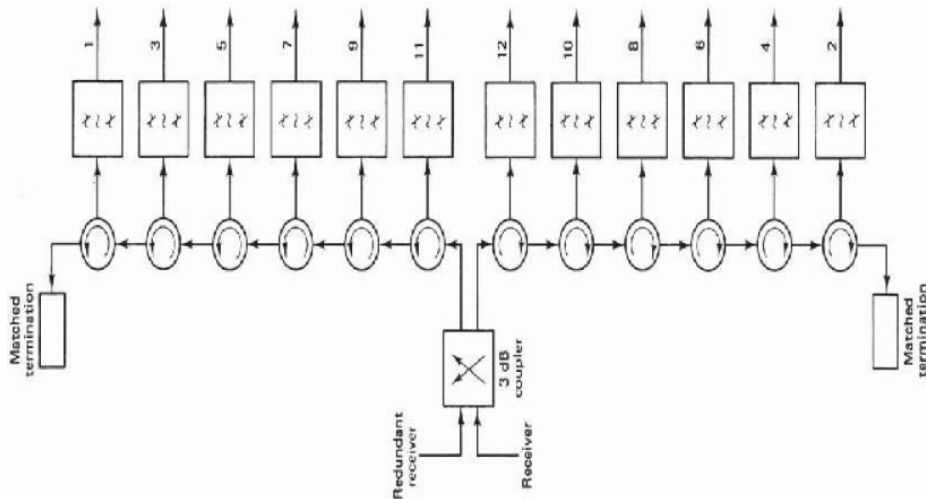 1
3
5
7
9
11
12
10
8
6
4
2
Matched
termination
Matched
termination
3 dB
coupler
Redundant
receiver
Receiver